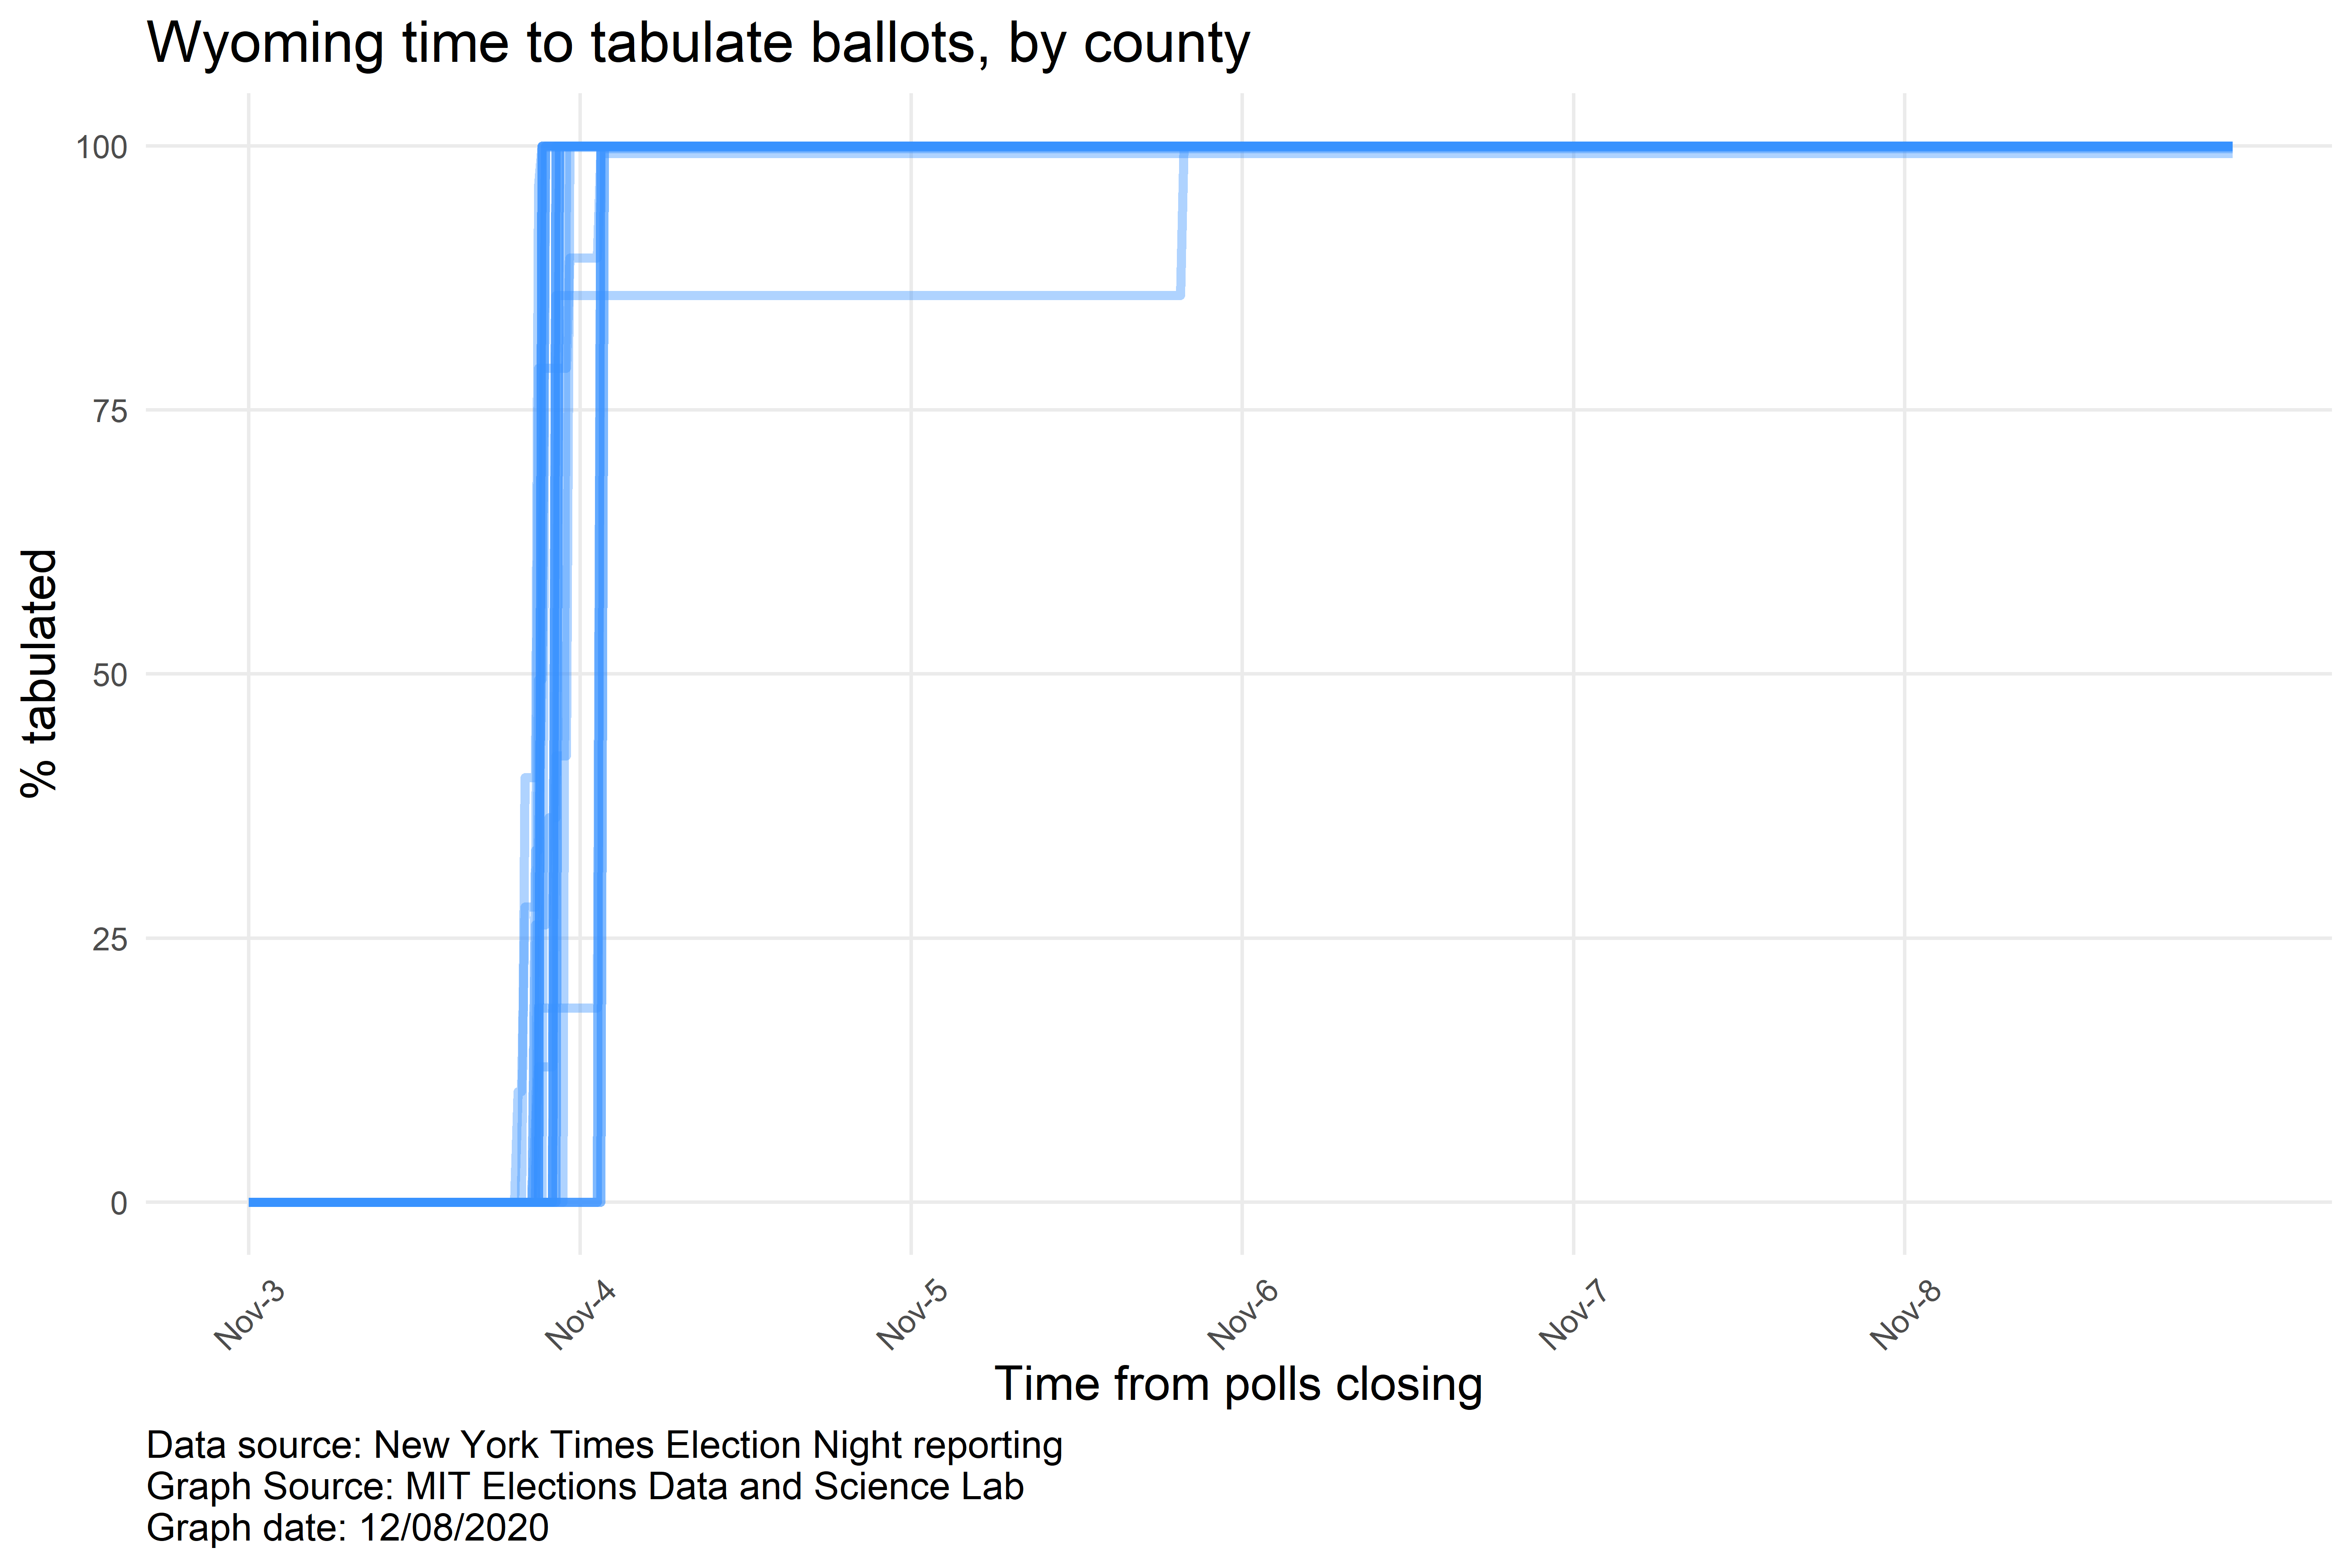 Wyoming time to tabulate ballots, by county
% tabulated
100
75
50
25
0
Nov-3
Nov-4
Nov-5
Nov-6
Nov-7
Nov-8
Time from polls closing
Data source: New York Times Election Night reporting
Graph Source: MIT Elections Data and Science Lab
Graph date: 12/08/2020